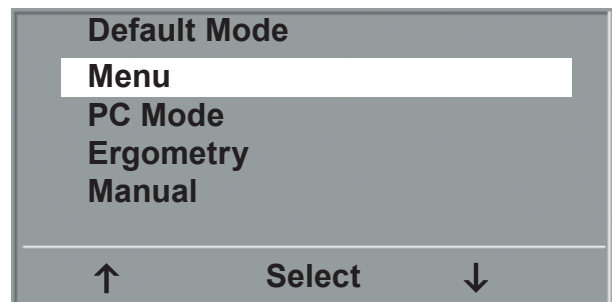 Default Mode
Menu
PC Mode
Ergometry
Manual
↑ Select ↓